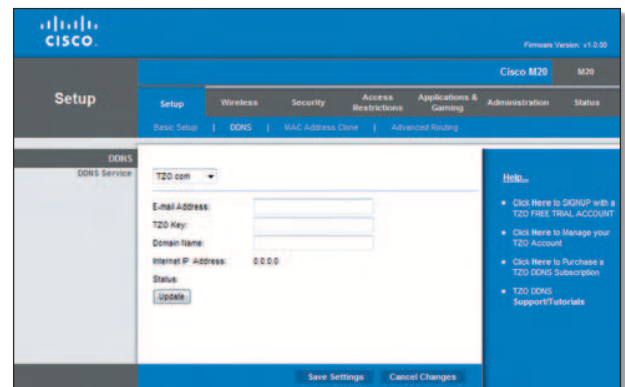 CISCO.
Firmware Version: v1.0.00
Cisco M20 M20
Setup
Setup Wireless Security Access Restrictions Applications & Gaming Administration Status
Basic Setup | DDNS | MAC Address Clone | Advanced Routing
DDNS
DDNS Service
TZO.com
E-mail Address:
TZO Key:
Domain Name:
Internet IP Address: 0.0.0.0
Status:
Update
Help...
Click Here to SIGNUP with a
TZO FREE TRIAL ACCOUNT
Click Here to Manage your
TZO Account
Click Here to Purchase a
TZO DDNS Subscription
TZO DDNS
Support/Tutorials
Save Settings Cancel Changes